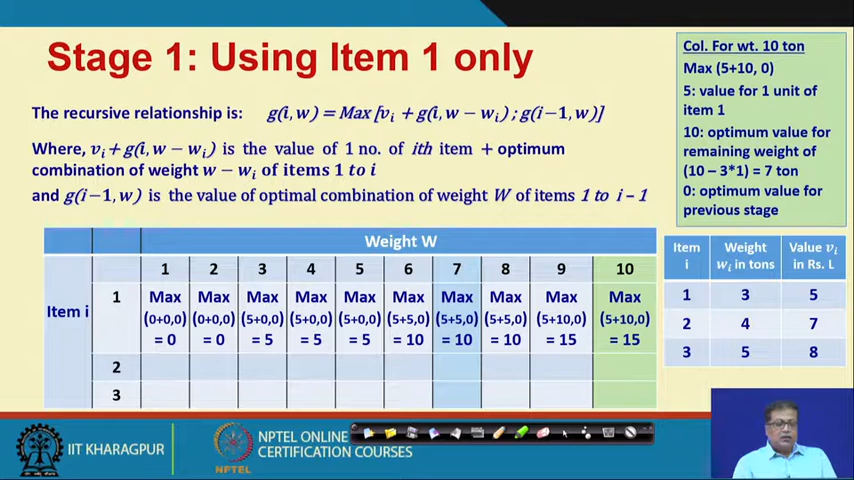 Stage 1: Using Item 1 only
The recursive relationship is: g(i, w) = Max [vᵢ + g(i, w − wᵢ) ; g(i−1, w)]
Where, vᵢ + g(i, w − wᵢ) is the value of 1 no. of ith item + optimum
combination of weight w − wᵢ of items 1 to i
and g(i−1, w) is the value of optimal combination of weight W of items 1 to i – 1
Weight W
1 2 3 4 5 6 7 8 9 10
Item i
1 Max Max Max Max Max Max Max Max Max Max
(0+0,0) (0+0,0) (5+0,0) (5+0,0) (5+0,0) (5+5,0) (5+5,0) (5+5,0) (5+10,0) (5+10,0)
= 0 = 0 = 5 = 5 = 5 = 10 = 10 = 10 = 15 = 15
2
3
Col. For wt. 10 ton
Max (5+10, 0)
5: value for 1 unit of
item 1
10: optimum value for
remaining weight of
(10 – 3*1) = 7 ton
0: optimum value for
previous stage
Item Weight Value vᵢ
i wᵢ in tons in Rs. L
1 3 5
2 4 7
3 5 8
IIT KHARAGPUR
NPTEL
NPTEL ONLINE
CERTIFICATION COURSES